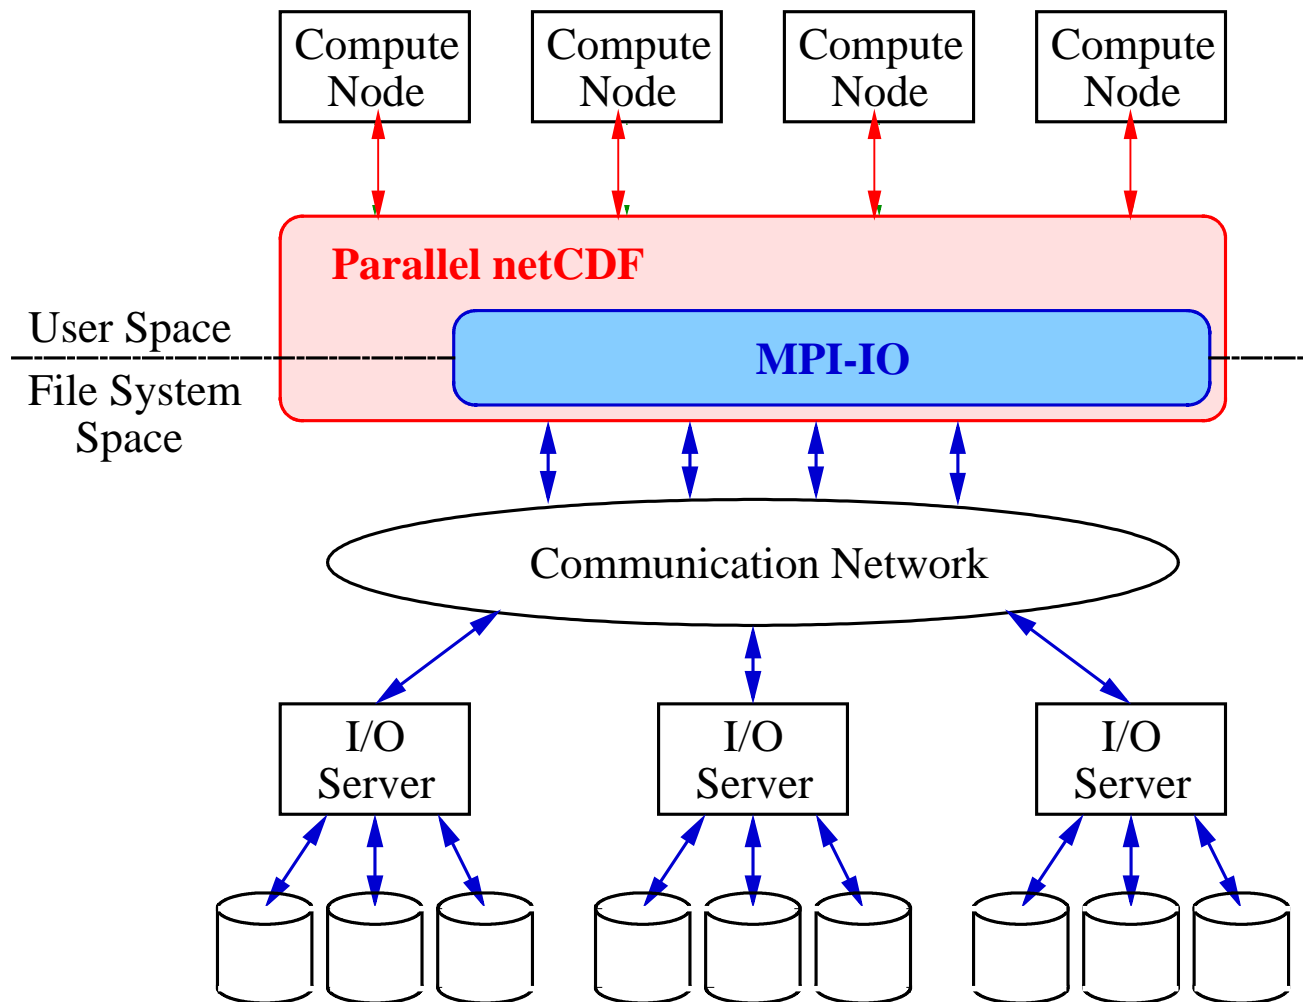 Compute
Node
Compute
Node
Compute
Node
Compute
Node
Parallel netCDF
User Space
MPI-IO
File System
Space
Communication Network
I/O
Server
I/O
Server
I/O
Server